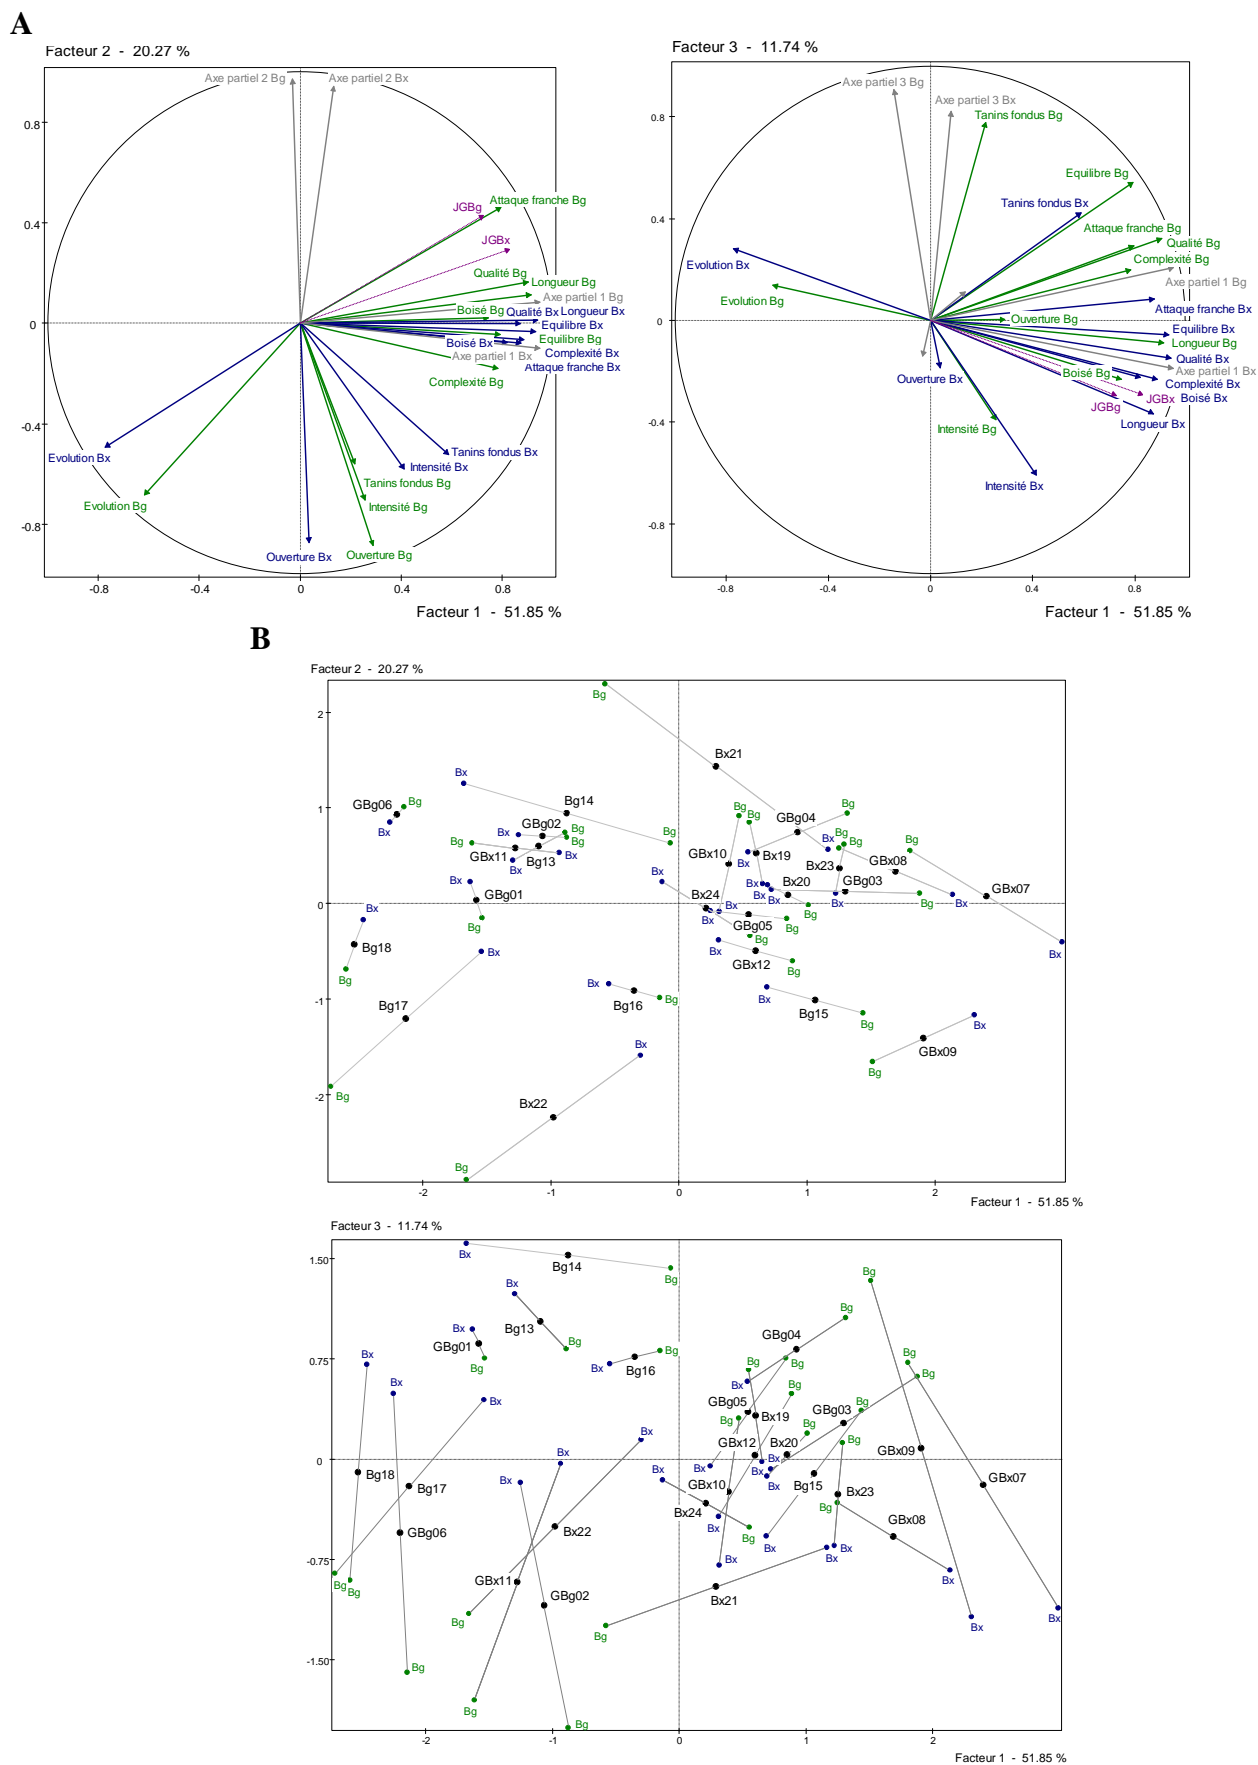 A
Facteur 2 - 20.27 %
Axe partiel 2 Bg
Axe partiel 2 Bx
0.8
0.4
0
-0.4
-0.8
JGBg
Attaque franche Bg
JGBx
Qualité Bg
Longueur Bg
Axe partiel 1 Bg
Boisé Bg
Qualité Bx
Longueur Bx
Equilibre Bx
Boisé Bx
Equilibre Bg
Axe partiel 1 Bx
Complexité Bx
Attaque franche Bx
Complexité Bg
Evolution Bx
Evolution Bg
Tanins fondus Bx
Intensité Bx
Tanins fondus Bg
Intensité Bg
Ouverture Bx
Ouverture Bg
-0.8
-0.4
0
0.4
0.8
Facteur 1 - 51.85 %
Facteur 3 - 11.74 %
Axe partiel 3 Bg
Axe partiel 3 Bx
Tanins fondus Bg
0.8
0.4
0
-0.4
-0.8
Equilibre Bg
Tanins fondus Bx
Attaque franche Bg
Qualité Bg
Complexité Bg
Evolution Bx
Axe partiel 1 Bg
Evolution Bg
Attaque franche Bx
Ouverture Bg
Equilibre Bx
Longueur Bg
Qualité Bx
Ouverture Bx
Boisé Bg
Axe partiel 1 Bx
Complexité Bx
JGBg
JGBx
Boisé Bx
Longueur Bx
Intensité Bg
Intensité Bx
-0.8
-0.4
0
0.4
0.8
Facteur 1 - 51.85 %
B
Facteur 2 - 20.27 %
2
1
0
-1
-2
Bg
Bx21
Bx
Bg14
GBg06
Bg
Bx
Bg
GBg02
Bx
Bg
Bg
Bg
GBx11
Bg13
Bx
Bx
Bg
Bg
GBg04
Bg
GBx10
Bx
Bx19
Bx
Bg
Bg
Bx23
GBx08
Bg
GBx07
Bx
GBg01
Bg
Bx
Bx
Bx
Bx20
Bx
GBg03
Bg
Bx
Bx24
Bx
Bx
Bg
Bg
GBg05
Bg
Bx
Bg18
Bg
Bx
Bx
GBx12
Bg
Bx
Bg17
Bg
Bx
Bg16
Bg
Bx
Bg15
Bg
Bx
GBx09
Bg
Bx
Bx22
Bg
-2
-1
0
1
2
Facteur 1 - 51.85 %
Facteur 3 - 11.74 %
1.50
0.75
0
-0.75
-1.50
Bx
Bg14
Bg
Bx
Bg13
Bg
Bx
GBg01
Bg
Bx
Bg16
Bg
Bx
Bx
Bx
Bx
Bg
Bg
GBg04
Bg
Bg
Bx
Bg
Bg
Bg
GBg05
Bx19
Bg
GBg03
Bg
GBx12
Bx20
Bg
Bg
GBx09
Bx
Bx
Bx
Bx
GBx07
Bg18
Bg17
Bx
Bx
GBx10
Bg15
Bx23
Bx24
Bg
Bg
GBg06
Bx22
Bx
Bx
GBx08
Bx
Bx
Bx
Bx
Bg
Bg
GBx11
GBg02
Bx21
Bx
Bx
Bg
Bg
Bg
Bg
Bg
-2
-1
0
1
2
Facteur 1 - 51.85 %